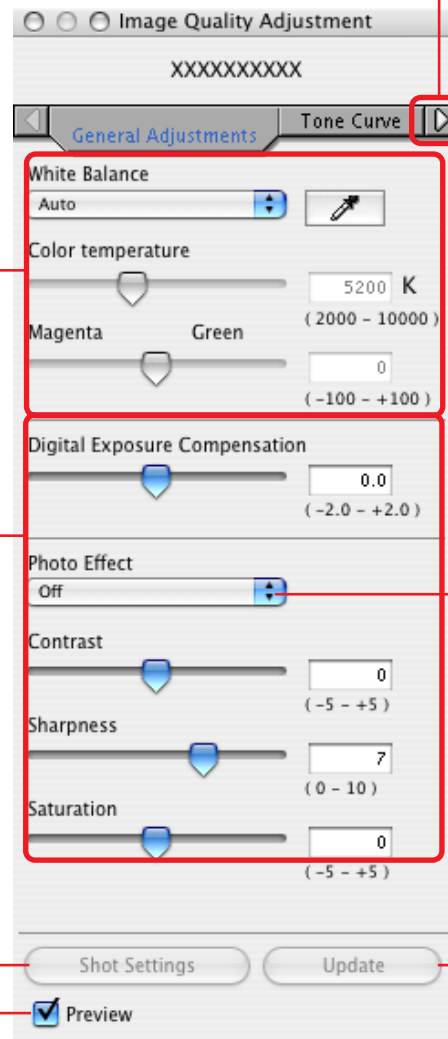 Image Quality Adjustment
XXXXXXXXXX
General Adjustments Tone Curve
White Balance
Auto
Color temperature
5200 K
( 2000 - 10000 )
Magenta Green
0
( -100 - +100 )
Digital Exposure Compensation
0.0
( -2.0 - +2.0 )
Photo Effect
Off
Contrast
0
( -5 - +5 )
Sharpness
7
( 0 - 10 )
Saturation
0
( -5 - +5 )
Shot Settings Update
Preview